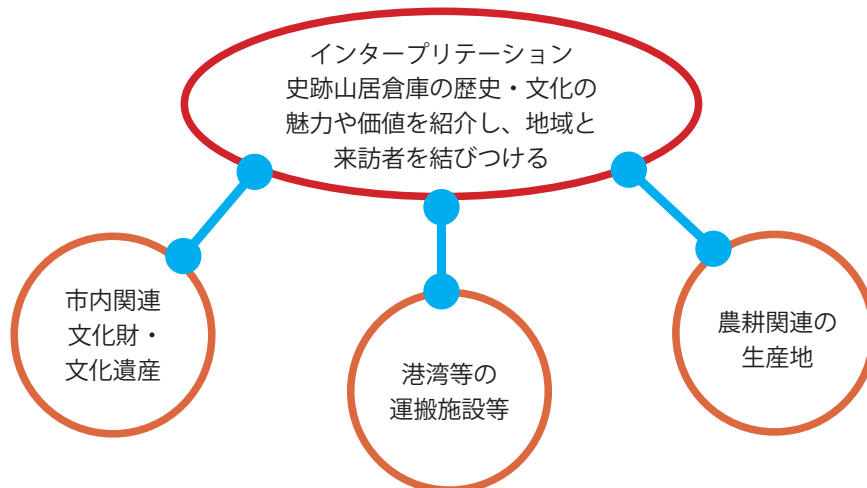 インタープリテーション
史跡山居倉庫の歴史・文化の
魅力や価値を紹介し、地域と
来訪者を結びつける
市内関連
文化財・
文化遺産
港湾等の
運搬施設等
農耕関連の
生産地